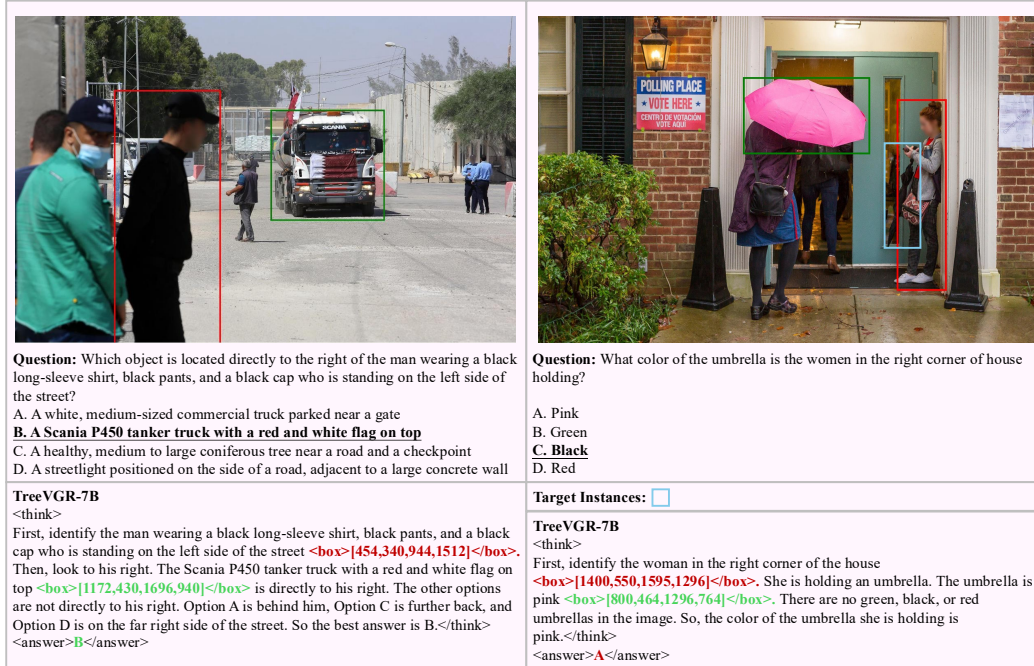 SCANIA
POLLING PLACE
VOTE HERE
CENTRO DE VOTACIÓN
VOTE AQUÍ
Question: Which object is located directly to the right of the man wearing a black
long-sleeve shirt, black pants, and a black cap who is standing on the left side of
the street?
A. A white, medium-sized commercial truck parked near a gate
B. A Scania P450 tanker truck with a red and white flag on top
C. A healthy, medium to large coniferous tree near a road and a checkpoint
D. A streetlight positioned on the side of a road, adjacent to a large concrete wall
TreeVGR-7B
<think>
First, identify the man wearing a black long-sleeve shirt, black pants, and a black
cap who is standing on the left side of the street <box>[454,340,944,1512]</box>.
Then, look to his right. The Scania P450 tanker truck with a red and white flag on
top <box>[1172,430,1696,940]</box> is directly to his right. The other options
are not directly to his right. Option A is behind him, Option C is further back, and
Option D is on the far right side of the street. So the best answer is B.</think>
<answer>B</answer>
Question: What color of the umbrella is the women in the right corner of house
holding?
A. Pink
B. Green
C. Black
D. Red
Target Instances:
TreeVGR-7B
<think>
First, identify the woman in the right corner of the house
<box>[1400,550,1595,1296]</box>. She is holding an umbrella. The umbrella is
pink <box>[800,464,1296,764]</box>. There are no green, black, or red
umbrellas in the image. So, the color of the umbrella she is holding is
pink.</think>
<answer>A</answer>